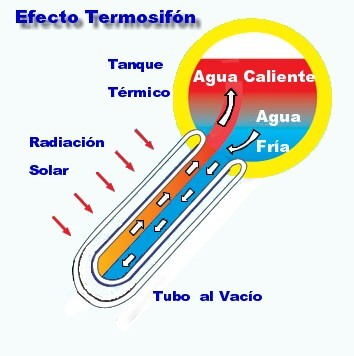 Efecto Termosifón
Tanque
Térmico
Agua Caliente
Agua
Fría
Radiación
Solar
Tubo al Vacío